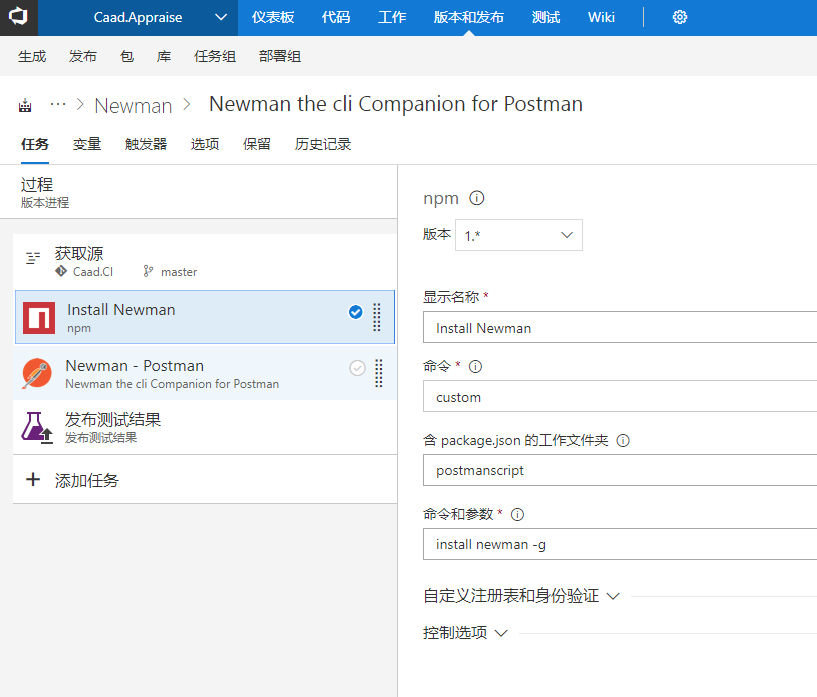 Caad.Appraise 仪表板 代码 工作 版本和发布 测试 Wiki
生成 发布 包 库 任务组 部署组
··· > Newman > Newman the cli Companion for Postman
任务 变量 触发器 选项 保留 历史记录
过程
版本进程
获取源
Caad.CI master
Install Newman
npm
Newman - Postman
Newman the cli Companion for Postman
发布测试结果
发布测试结果
+ 添加任务
npm
版本 1.*
显示名称 *
Install Newman
命令 *
custom
含 package.json 的工作文件夹
postmanscript
命令和参数 *
install newman -g
自定义注册表和身份验证
控制选项